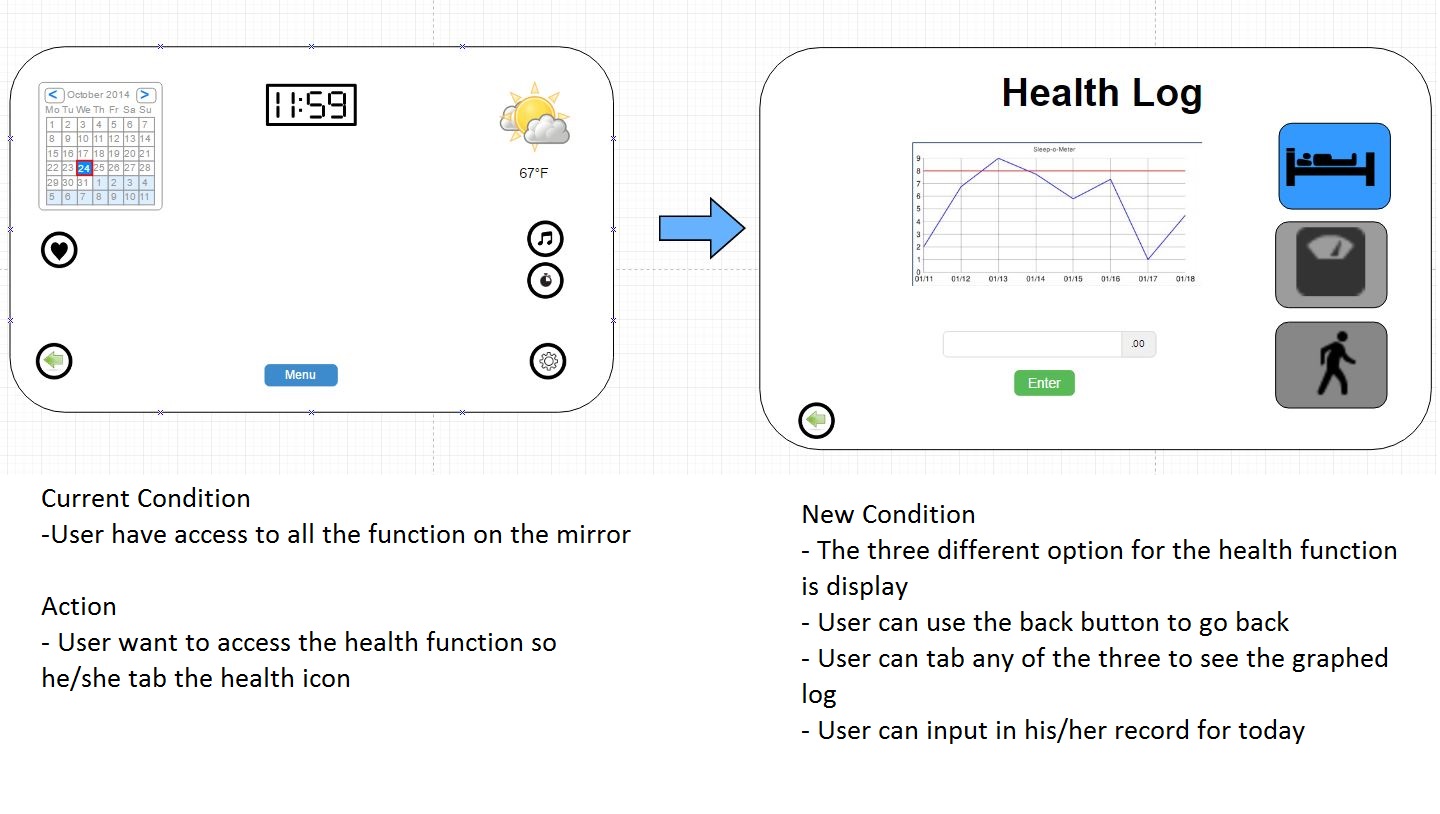 < October 2014 >
Mo Tu We Th Fr Sa Su
1 2 3 4 5 6 7
8 9 10 11 12 13 14
15 16 17 18 19 20 21
22 23 24 25 26 27 28
29 30 31 1 2 3 4
5 6 7 8 9 10 11
11:59
67°F
Menu
Health Log
Sleep-o-Meter
9
8
7
6
5
4
3
2
1
0
01/11 01/12 01/13 01/14 01/15 01/16 01/17 01/18
.00
Enter
Current Condition
-User have access to all the function on the mirror
Action
- User want to access the health function so
he/she tab the health icon
New Condition
- The three different option for the health function
is display
- User can use the back button to go back
- User can tab any of the three to see the graphed
log
- User can input in his/her record for today